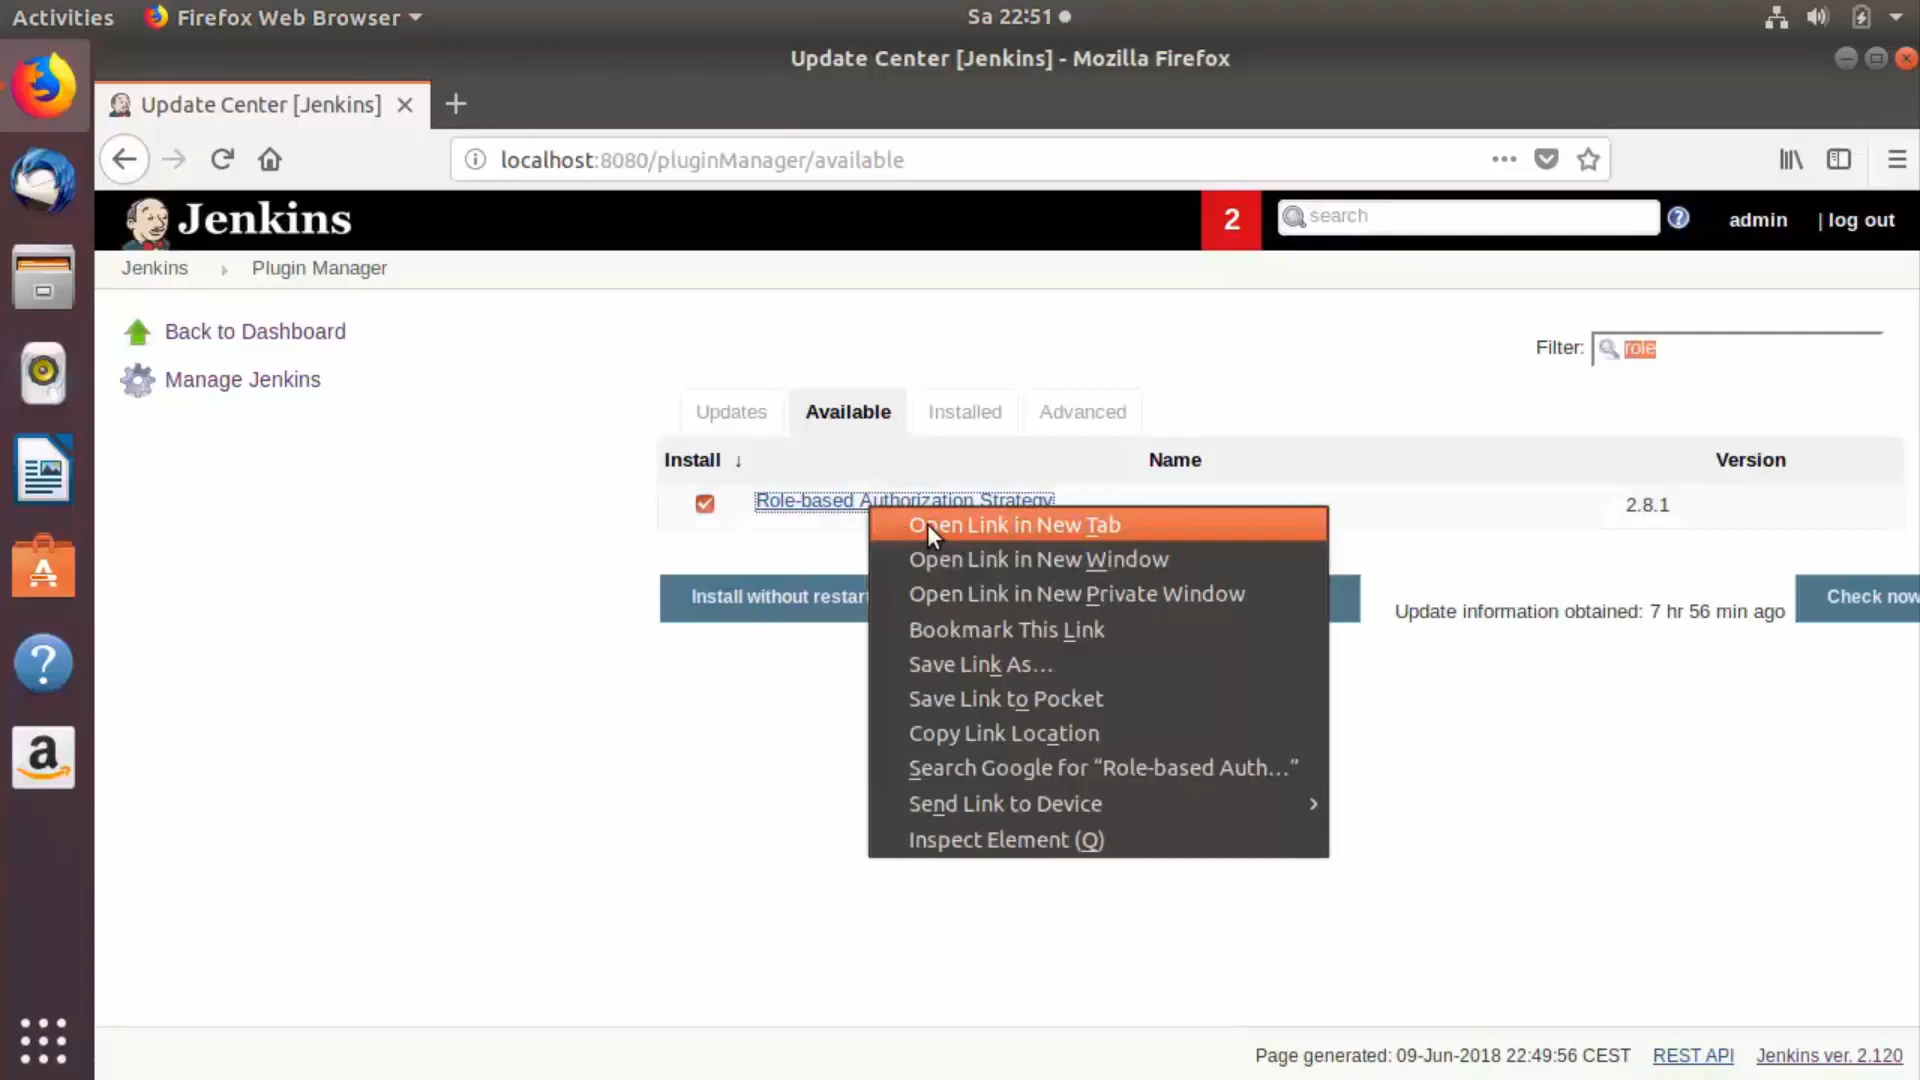 Activities
Firefox Web Browser
Sa 22:51
Update Center [Jenkins] - Mozilla Firefox
Update Center [Jenkins]
localhost:8080/pluginManager/available
Jenkins
2
search
admin
| log out
Jenkins
Plugin Manager
Back to Dashboard
Manage Jenkins
Filter:
role
Updates
Available
Installed
Advanced
Install ↓
Name
Version
Role-based Authorization Strategy
2.8.1
Open Link in New Tab
Open Link in New Window
Open Link in New Private Window
Bookmark This Link
Save Link As…
Save Link to Pocket
Copy Link Location
Search Google for “Role-based Auth…”
Send Link to Device
Inspect Element (Q)
Install without restart
Update information obtained: 7 hr 56 min ago
Check now
Page generated: 09-Jun-2018 22:49:56 CEST
REST API
Jenkins ver. 2.120